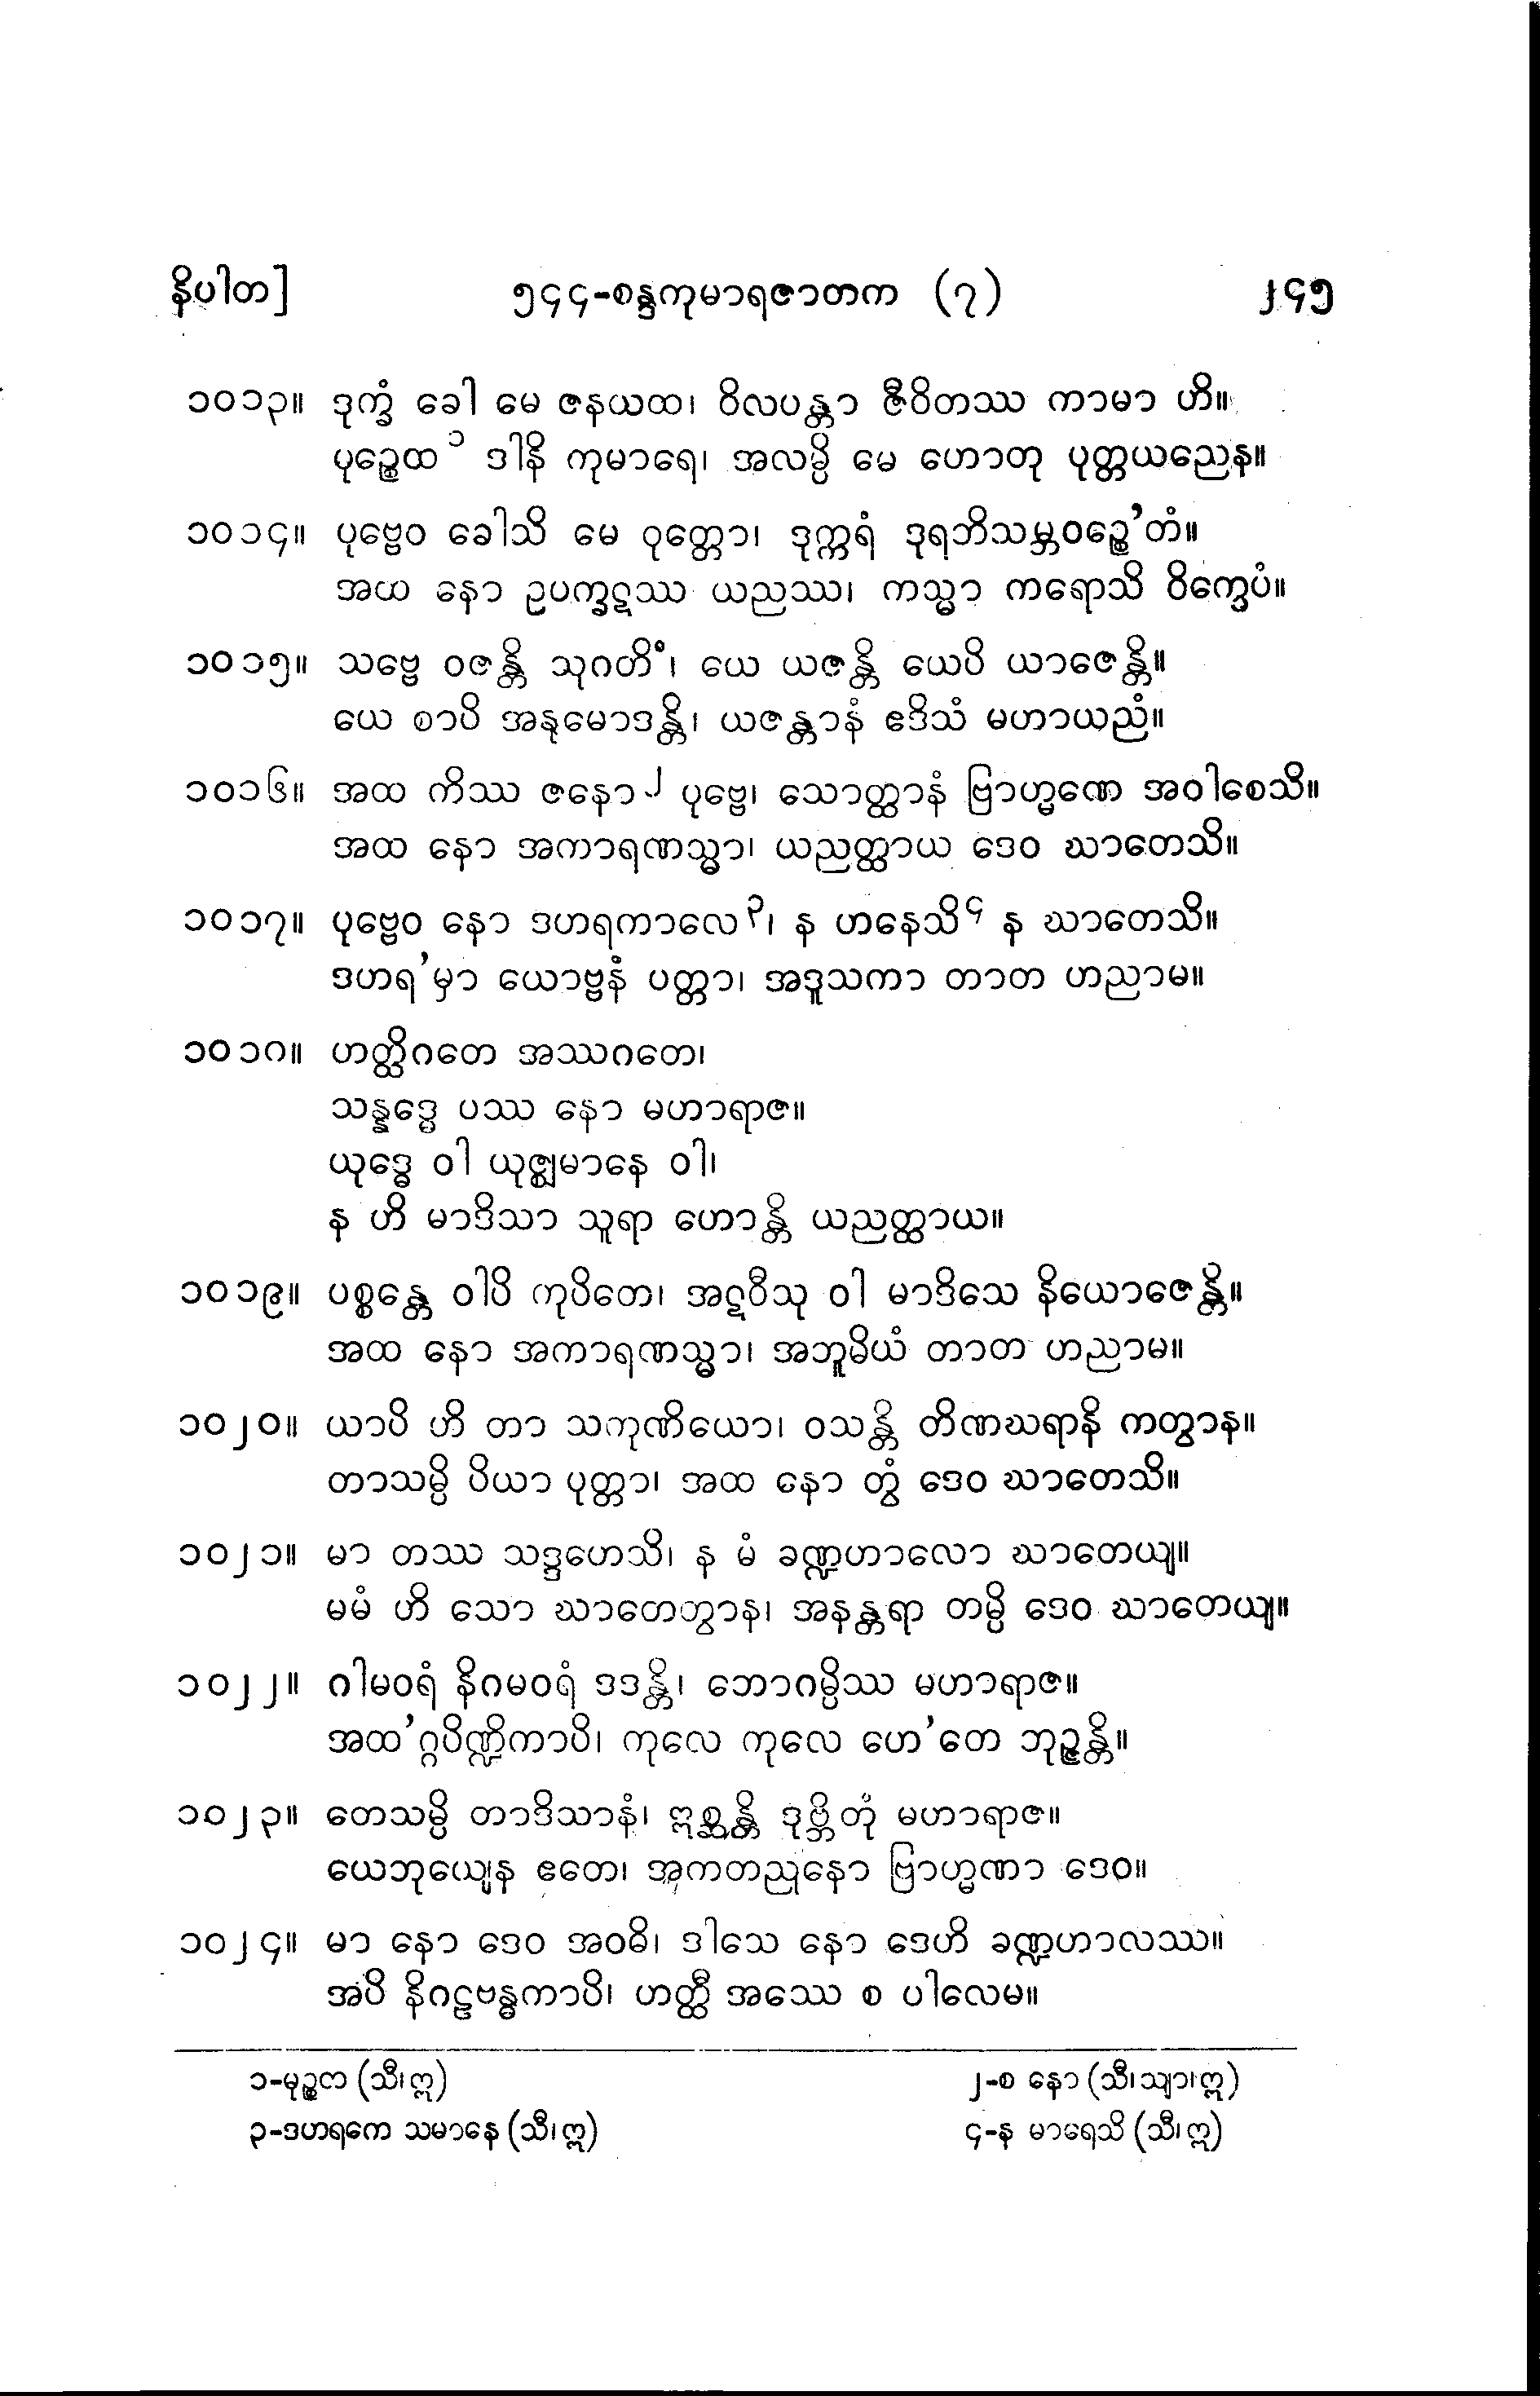 နိပါတ]
၅၄၄-စန္ဒကုမာရဇာတက (၇)
၂၄၅
၁၀၁၃။ ဒုက္ခံ ခေါ မေ ဇနယထ၊ ဝိလပန္တာ ဇီဝိတဿ ကာမာ ဟိ။
ပုဉ္စေထ ၁ ဒါနိ ကုမာရေ၊ အလမ္ပိ မေ ဟောတု ပုတ္တယညေန။
၁၀၁၄။ ပုဗ္ဗေဝ ခေါသိ မေ ဝုတ္တော၊ ဒုက္ကရံ ဒုရဘိသမ္ဘဝဉ္စေ’တံ။
အထ နော ဥပက္ခဋဿ ယညဿ၊ ကသ္မာ ကရောသိ ဝိက္ခေပံ။
၁၀၁၅။ သဗ္ဗေ ဝဇန္တိ သုဂတိံ၊ ယေ ယဇန္တိ ယေပိ ယာဇေန္တိ။
ယေ စာပိ အနုမောဒန္တိ၊ ယဇန္တာနံ ဧဒိသံ မဟာယညံ။
၁၀၁၆။ အထ ကိဿ ဇနော ၂ ပုဗ္ဗေ၊ သောတ္ထာနံ ဗြာဟ္မဏေ အဝါစေသိ။
အထ နော အကာရဏသ္မာ၊ ယညတ္ထာယ ဒေဝ ဃာတေသိ။
၁၀၁၇။ ပုဗ္ဗေဝ နော ဒဟရကာလေ ၃၊ န ဟနေသိ ၄ န ဃာတေသိ။
ဒဟရ’မှာ ယောဗ္ဗနံ ပတ္တာ၊ အဒူသကာ တာတ ဟညာမ။
၁၀၁၈။ ဟတ္ထိဂတေ အဿဂတေ၊
သန္နဒ္ဓေ ပဿ နော မဟာရာဇ။
ယုဒ္ဓေ ဝါ ယုဇ္ဈမာနေ ဝါ၊
န ဟိ မာဒိသာ သူရာ ဟောန္တိ ယညတ္ထာယ။
၁၀၁၉။ ပစ္စန္တေ ဝါပိ ကုပိတေ၊ အဋဝီသု ဝါ မာဒိသေ နိယောဇေန္တိ။
အထ နော အကာရဏသ္မာ၊ အဘူမိယံ တာတ ဟညာမ။
၁၀၂၀။ ယာပိ ဟိ တာ သကုဏိယော၊ ဝသန္တိ တိဏဃရာနိ ကတွာန။
တာသမ္ပိ ပိယာ ပုတ္တာ၊ အထ နော တွံ ဒေဝ ဃာတေသိ။
၁၀၂၁။ မာ တဿ သဒ္ဒဟေသိ၊ န မံ ခဏ္ဍဟာလော ဃာတေယျ။
မမံ ဟိ သော ဃာတေတွာန၊ အနန္တရာ တမ္ပိ ဒေဝ ဃာတေယျ။
၁၀၂၂။ ဂါမဝရံ နိဂမဝရံ ဒဒန္တိ၊ ဘောဂမ္ပိဿ မဟာရာဇ။
အထ’ဂ္ဂပိဏ္ဍိကာပိ၊ ကုလေ ကုလေ ဟေ’တေ ဘုဉ္ဇန္တိ။
၁၀၂၃။ တေသမ္ပိ တာဒိသာနံ၊ ဣစ္ဆန္တိ ဒုဗ္ဘိတုံ မဟာရာဇ။
ယေဘုယျေန ဧတေ၊ အကတညုနော ဗြာဟ္မဏာ ဒေဝ။
၁၀၂၄။ မာ နော ဒေဝ အဝဓိ၊ ဒါသေ နော ဒေဟိ ခဏ္ဍဟာလဿ။
အပိ နိဂဠဗန္ဓကာပိ၊ ဟတ္ထီ အဿေ စ ပါလေမ။
၁-မုဉ္စထ (သီ၊ဣ)
၂-စ နော (သီ၊သျာ၊ဣ)
၃-ဒဟရကေ သမာနေ (သီ၊ဣ)
၄-န မာရေသိ (သီ၊ဣ)